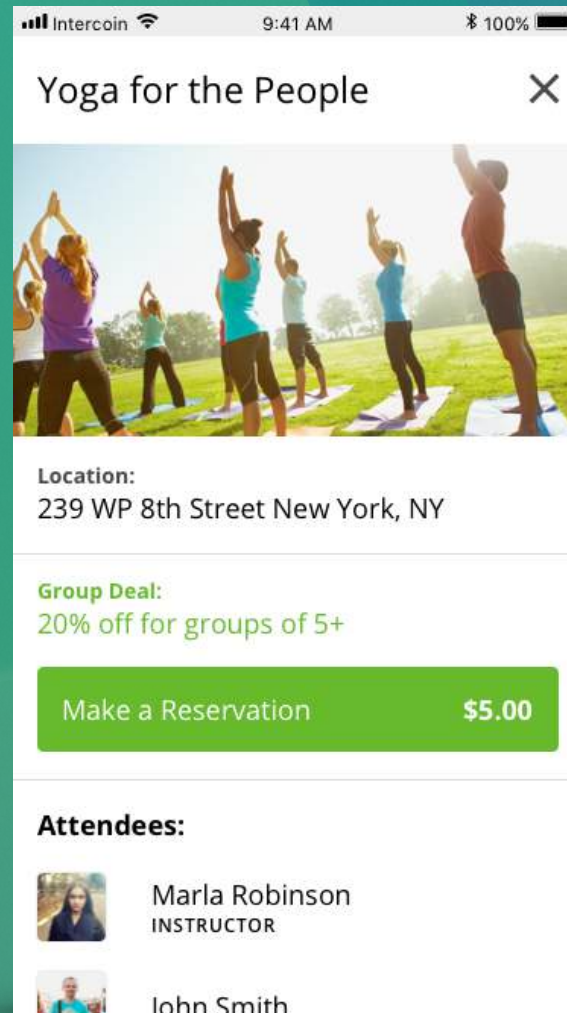 Intercoin 9:41 AM 100%
Yoga for the People
Location:
239 WP 8th Street New York, NY
Group Deal:
20% off for groups of 5+
Make a Reservation $5.00
Attendees:
Marla Robinson
INSTRUCTOR
John Smith